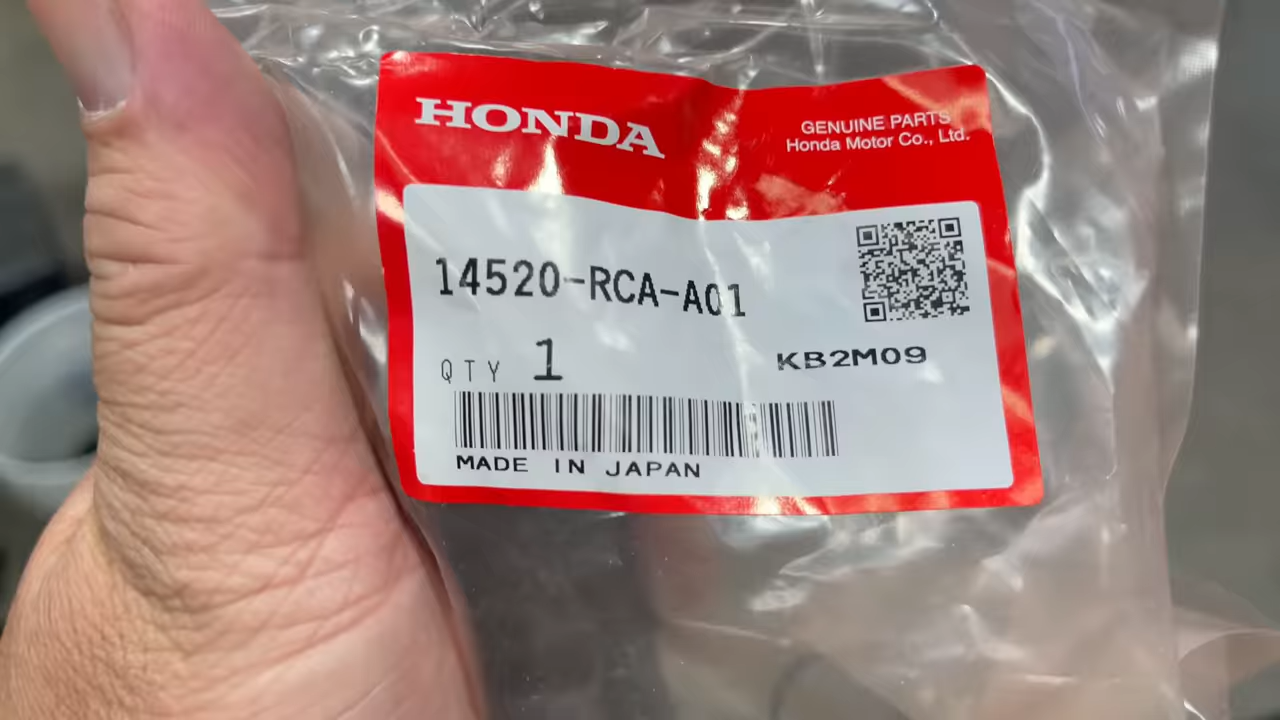 HONDA
GENUINE PARTS
Honda Motor Co., Ltd.
14520-RCA-A01
QTY 1
KB2M09
MADE IN JAPAN